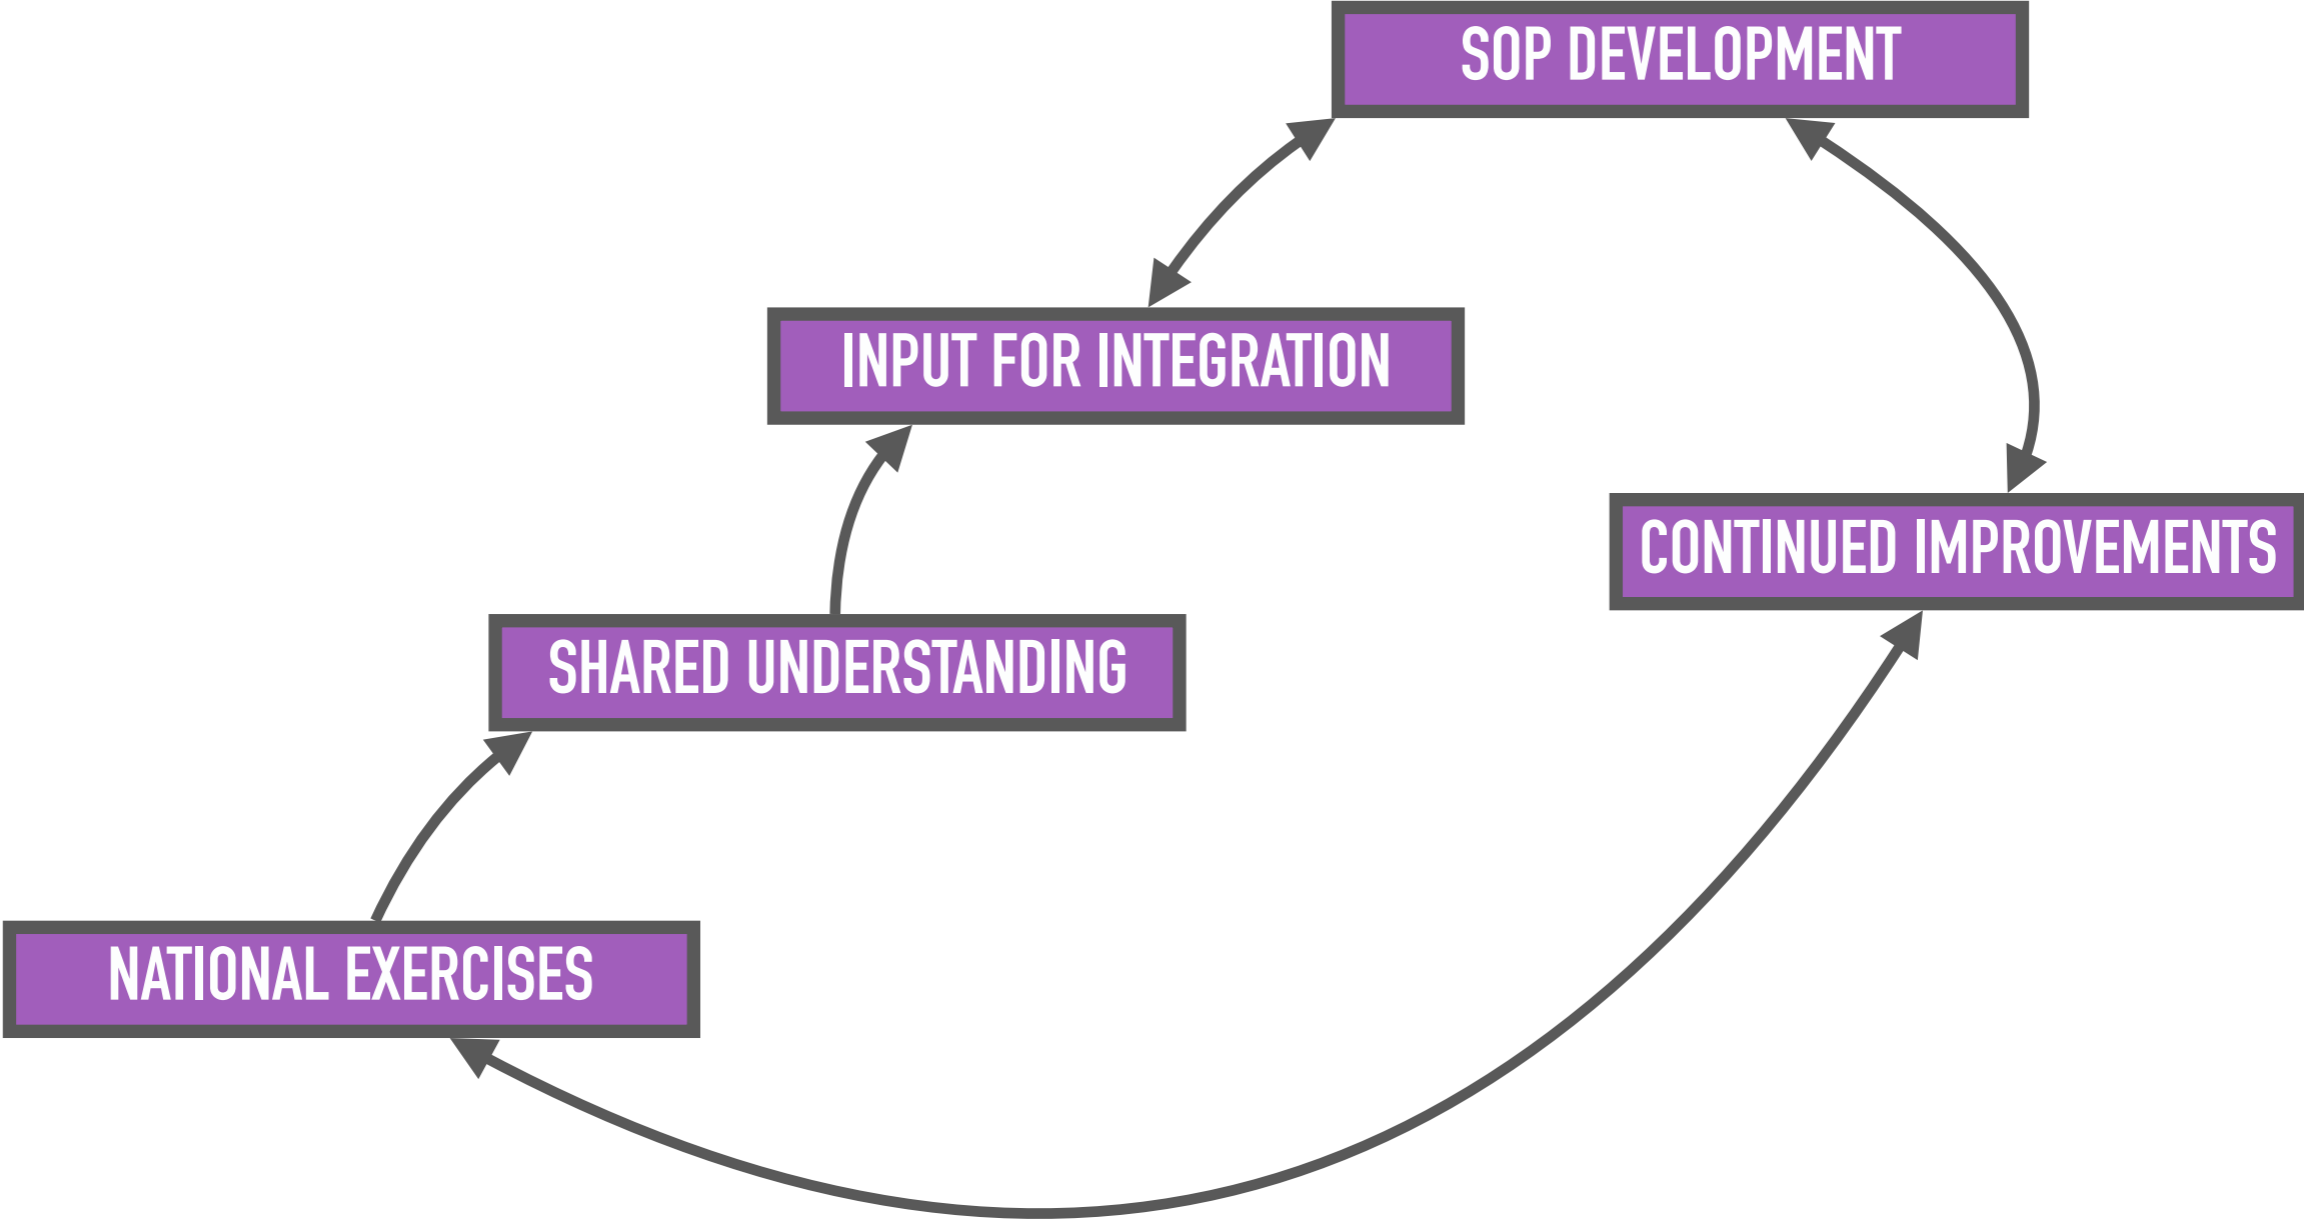 SOP DEVELOPMENT
INPUT FOR INTEGRATION
CONTINUED IMPROVEMENTS
SHARED UNDERSTANDING
NATIONAL EXERCISES